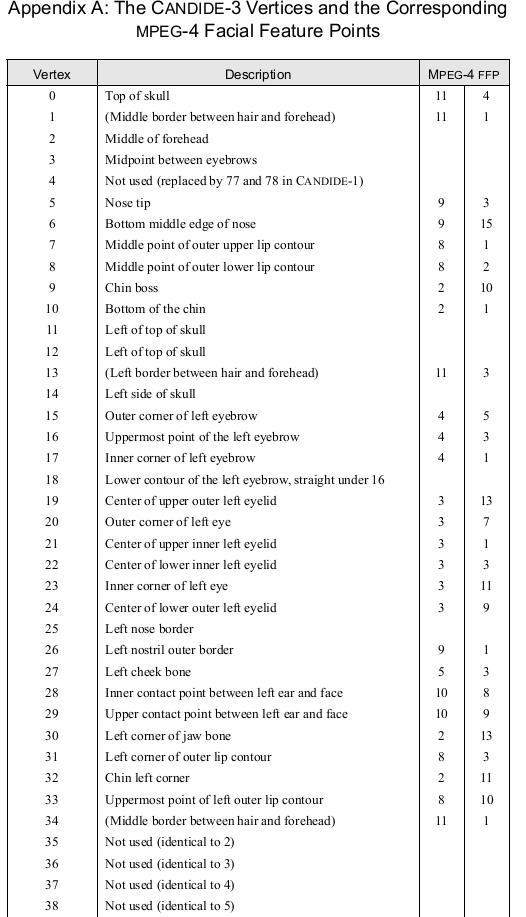 Appendix A: The CANDIDE-3 Vertices and the Corresponding
MPEG-4 Facial Feature Points
Vertex Description MPEG-4 FFP
0 Top of skull 11 4
1 (Middle border between hair and forehead) 11 1
2 Middle of forehead
3 Midpoint between eyebrows
4 Not used (replaced by 77 and 78 in CANDIDE-1)
5 Nose tip 9 3
6 Bottom middle edge of nose 9 15
7 Middle point of outer upper lip contour 8 1
8 Middle point of outer lower lip contour 8 2
9 Chin boss 2 10
10 Bottom of the chin 2 1
11 Left of top of skull
12 Left of top of skull
13 (Left border between hair and forehead) 11 3
14 Left side of skull
15 Outer corner of left eyebrow 4 5
16 Uppermost point of the left eyebrow 4 3
17 Inner corner of left eyebrow 4 1
18 Lower contour of the left eyebrow, straight under 16
19 Center of upper outer left eyelid 3 13
20 Outer corner of left eye 3 7
21 Center of upper inner left eyelid 3 1
22 Center of lower inner left eyelid 3 3
23 Inner corner of left eye 3 11
24 Center of lower outer left eyelid 3 9
25 Left nose border
26 Left nostril outer border 9 1
27 Left cheek bone 5 3
28 Inner contact point between left ear and face 10 8
29 Upper contact point between left ear and face 10 9
30 Left corner of jaw bone 2 13
31 Left corner of outer lip contour 8 3
32 Chin left corner 2 11
33 Uppermost point of left outer lip contour 8 10
34 (Middle border between hair and forehead) 11 1
35 Not used (identical to 2)
36 Not used (identical to 3)
37 Not used (identical to 4)
38 Not used (identical to 5)